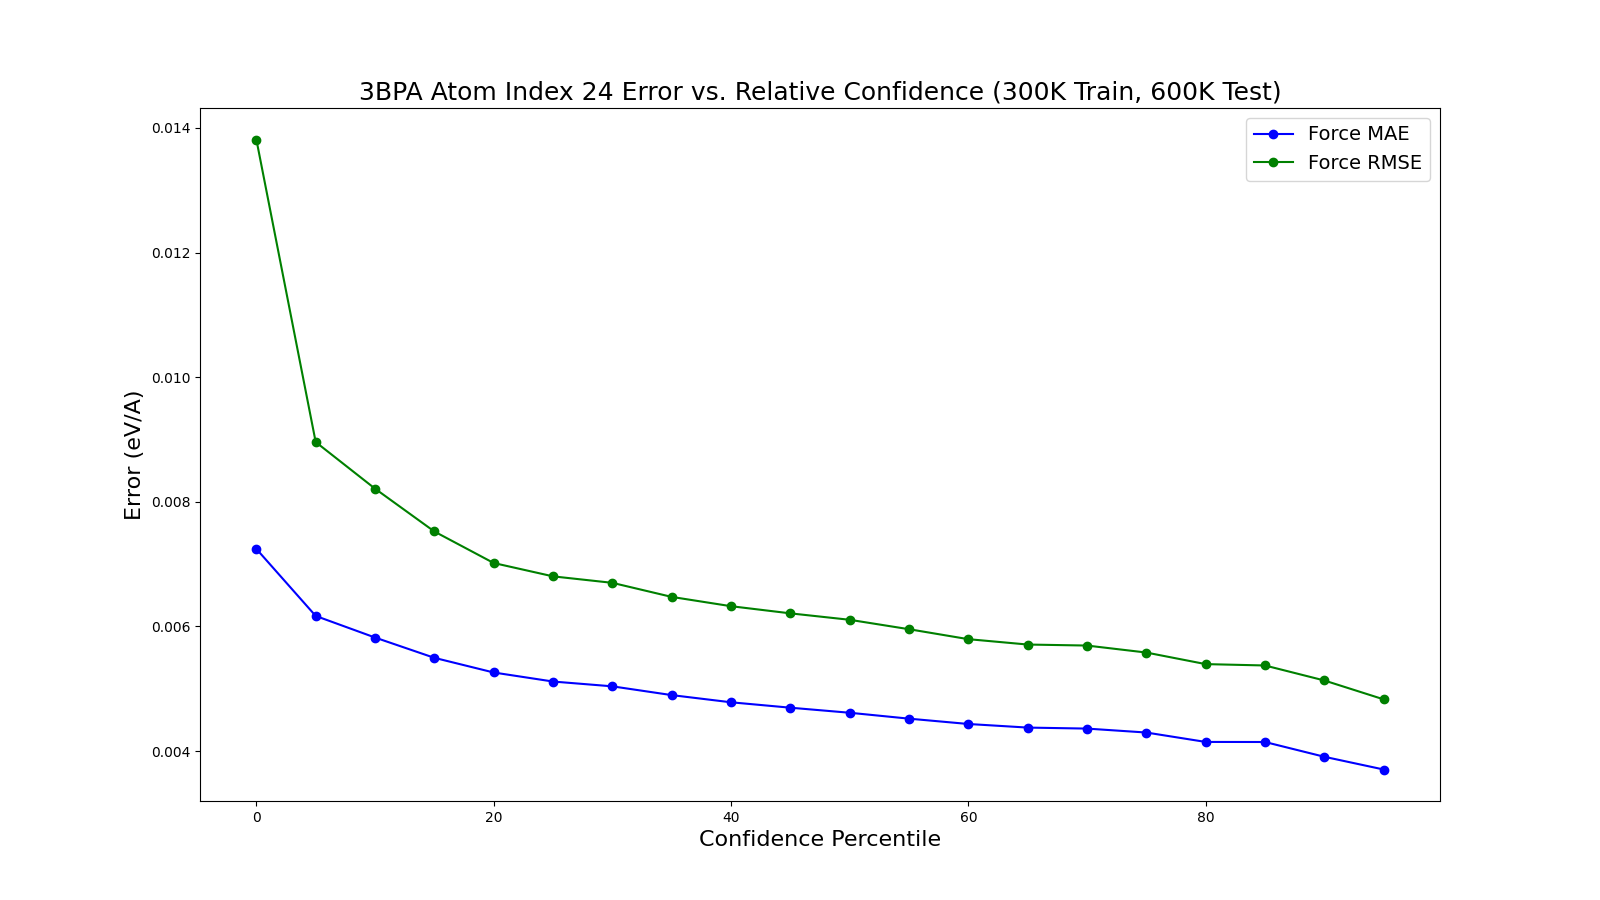 3BPA Atom Index 24 Error vs. Relative Confidence (300K Train, 600K Test)
Force MAE
Force RMSE
0.014
0.012
0.010
0.008
0.006
0.004
Error (eV/A)
0 20 40 60 80
Confidence Percentile